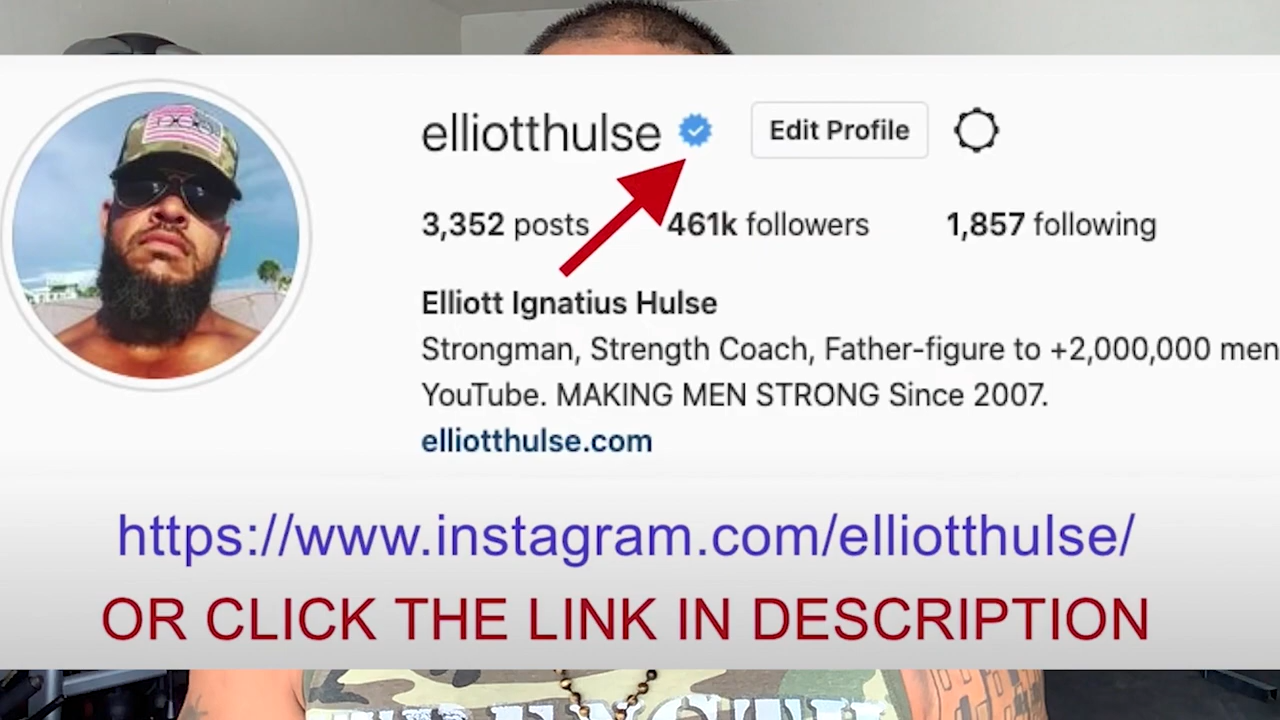 elliotthulse Edit Profile
3,352 posts 461k followers 1,857 following
Elliott Ignatius Hulse
Strongman, Strength Coach, Father-figure to +2,000,000 men
YouTube. MAKING MEN STRONG Since 2007.
elliotthulse.com
https://www.instagram.com/elliotthulse/
OR CLICK THE LINK IN DESCRIPTION
STRENGTH